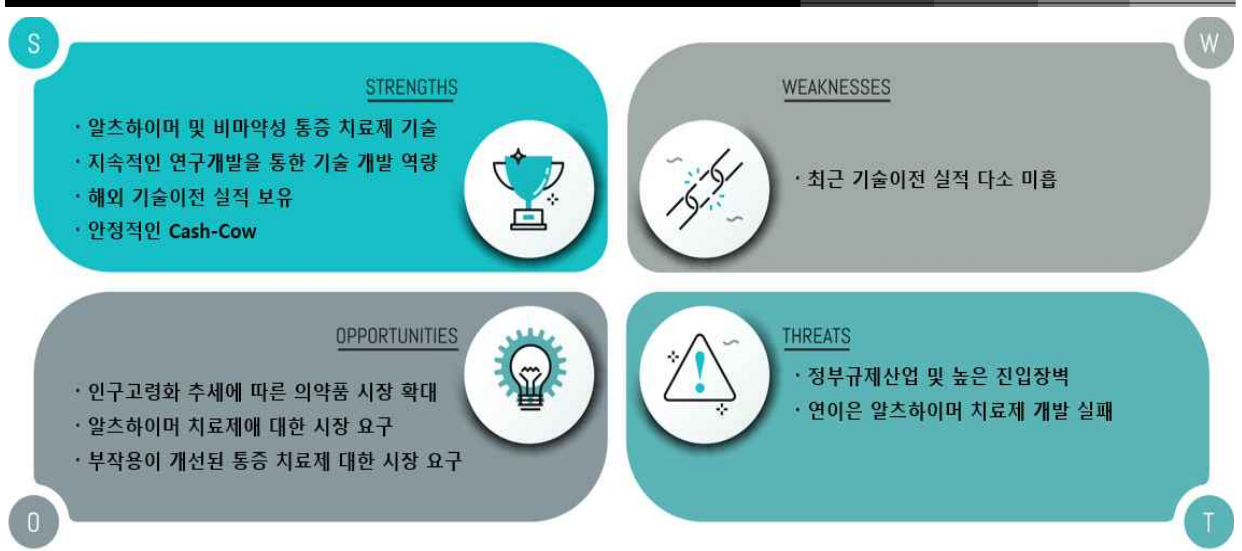 S
STRENGTHS
· 알츠하이머 및 비마약성 통증 치료제 기술
· 지속적인 연구개발을 통한 기술 개발 역량
· 해외 기술이전 실적 보유
· 안정적인 Cash-Cow
W
WEAKNESSES
· 최근 기술이전 실적 다소 미흡
OPPORTUNITIES
· 인구고령화 추세에 따른 의약품 시장 확대
· 알츠하이머 치료제에 대한 시장 요구
· 부작용이 개선된 통증 치료제 대한 시장 요구
O
THREATS
· 정부규제산업 및 높은 진입장벽
· 연이은 알츠하이머 치료제 개발 실패
T